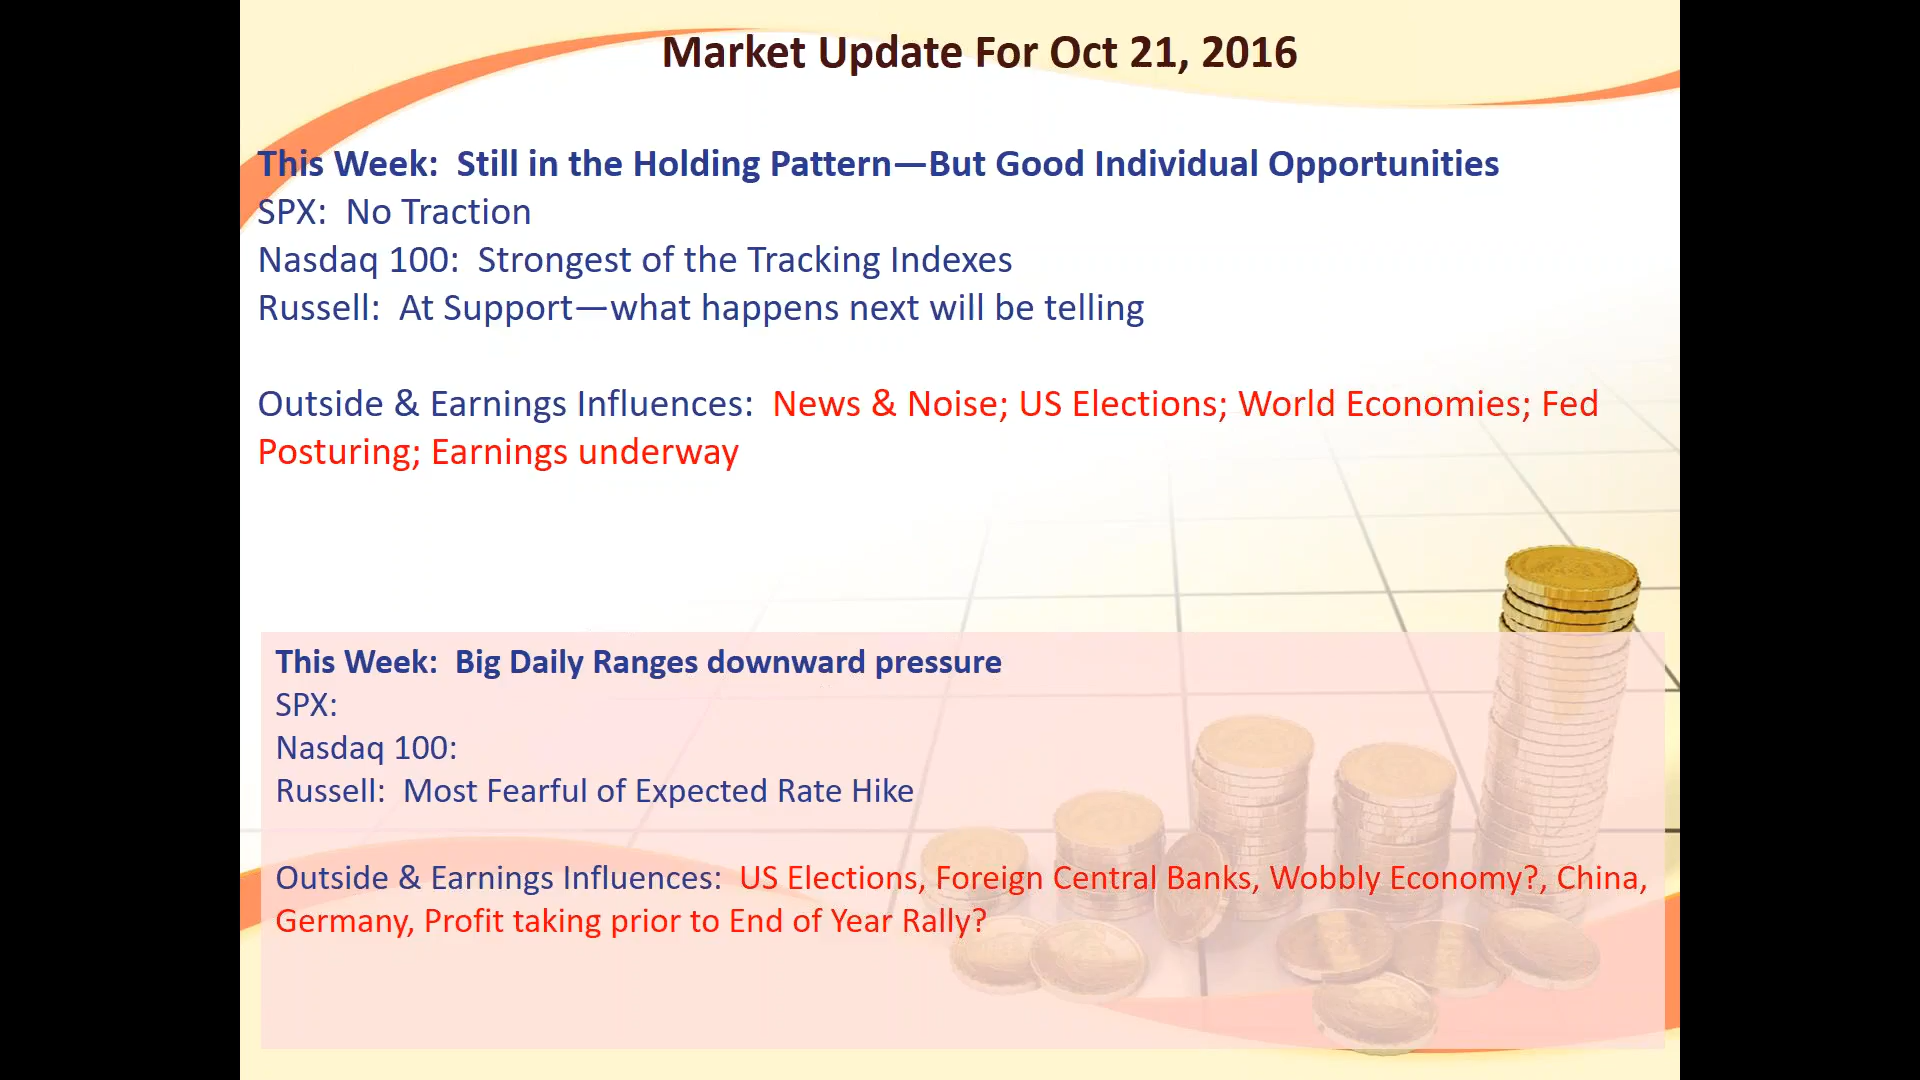 Market Update For Oct 21, 2016
This Week:  Still in the Holding Pattern—But Good Individual Opportunities
SPX:  No Traction
Nasdaq 100:  Strongest of the Tracking Indexes
Russell:  At Support—what happens next will be telling
Outside & Earnings Influences:  News & Noise; US Elections; World Economies; Fed
Posturing; Earnings underway
This Week:  Big Daily Ranges downward pressure
SPX:
Nasdaq 100:
Russell:  Most Fearful of Expected Rate Hike
Outside & Earnings Influences:  US Elections, Foreign Central Banks, Wobbly Economy?, China,
Germany, Profit taking prior to End of Year Rally?